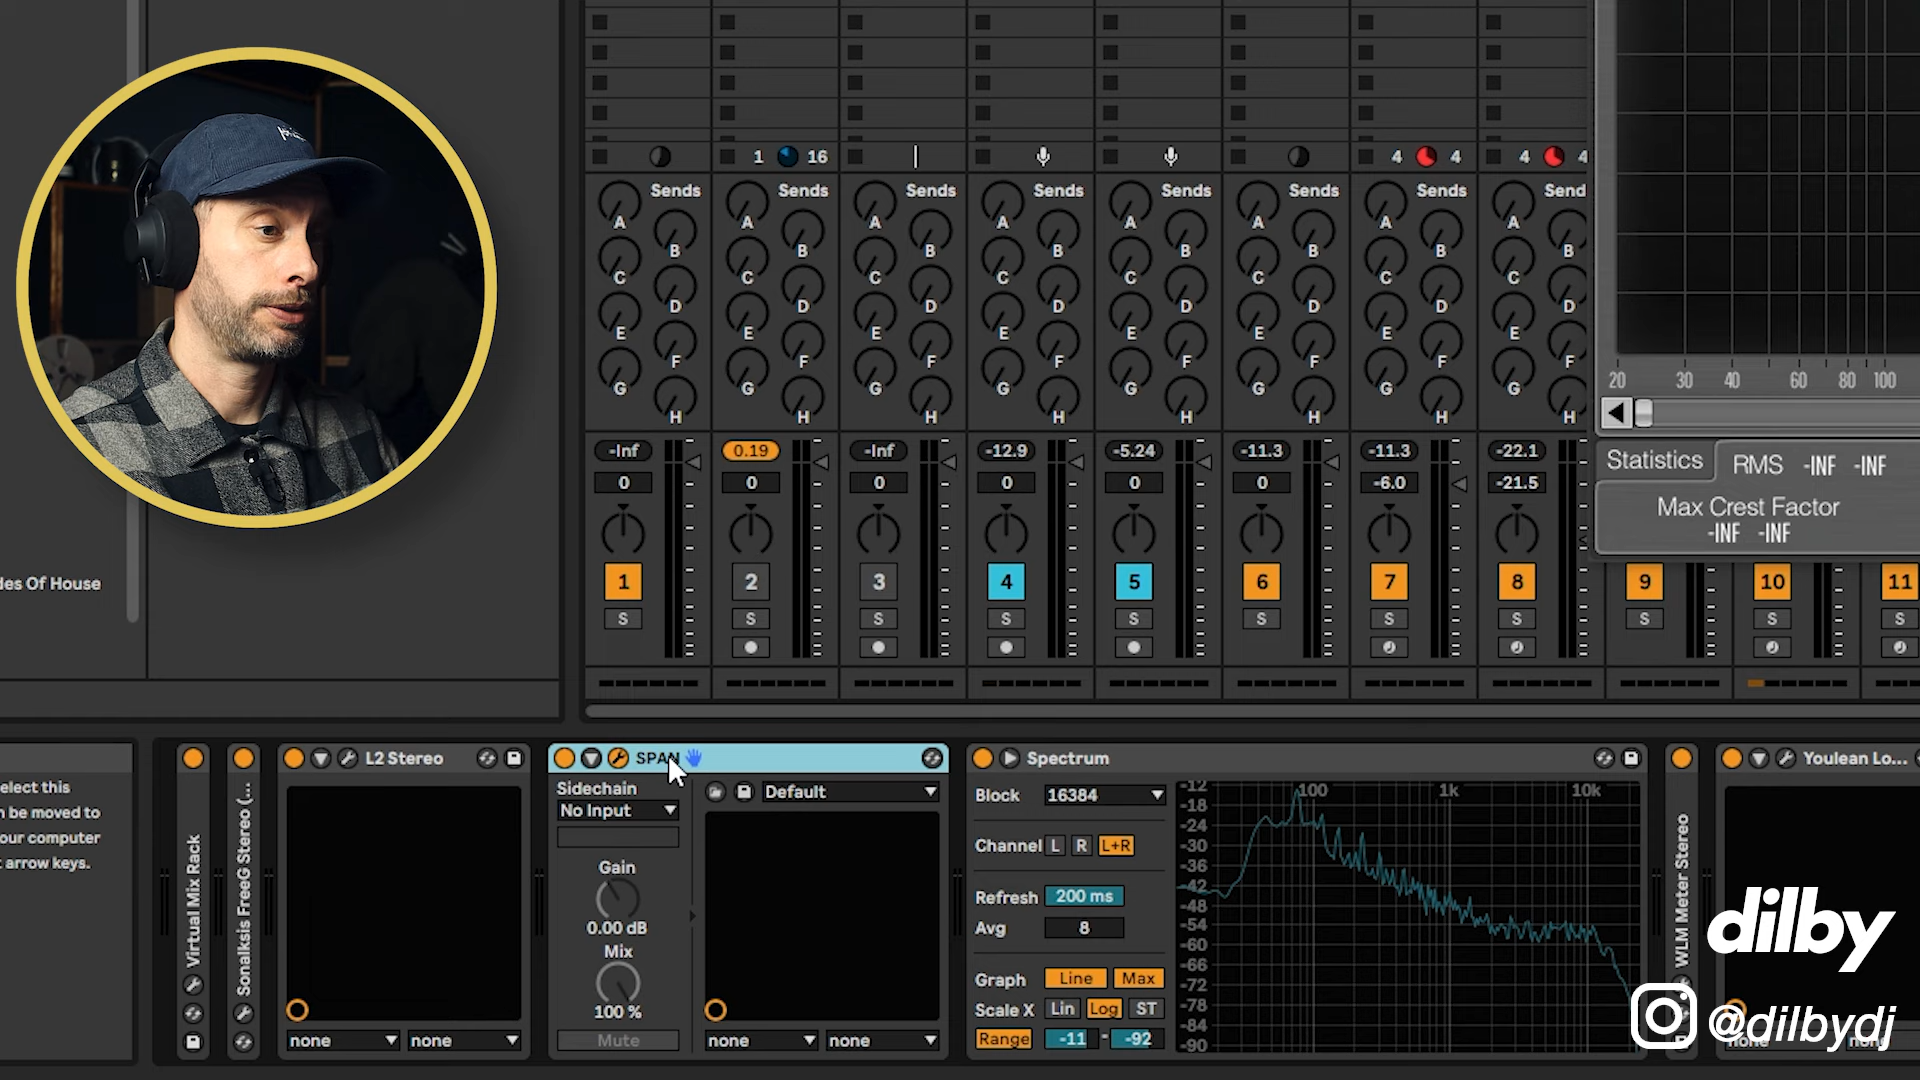 1 16 4 4 4 4
Sends Sends Sends Sends Sends Sends Sends Send
A A A A A A A A
B B B B B B B B
C C C C C C C C
D D D D D D D D
E E E E E E E E
F F F F F F F F
G G G G G G G G
H H H H H H H H
20 30 40 60 80 100
-Inf 0.19 -Inf -12.9 -5.24 -11.3 -11.3 -22.1
0 0 0 0 0 0 -6.0 -21.5
Statistics RMS -INF -INF
Max Crest Factor
-INF -INF
1 2 3 4 5 6 7 8 9 10 11
S S S S S S S S S S S
des Of House
elect this
n be moved to
our computer
t arrow keys.
Virtual Mix Rack
Sonalksis FreeG Stereo (...
L2 Stereo
none none
SPAN
Sidechain
No Input
Default
Gain
0.00 dB
Mix
100 %
Mute
none none
Spectrum
Block 16384
Channel L R L+R
Refresh 200 ms
Avg 8
Graph Line Max
Scale X Lin Log ST
Range -11 - -92
100 1k 10k
-12
-18
-24
-30
-36
-42
-48
-54
-60
-66
-72
-78
-84
-90
WLM Meter Stereo
Youlean Lo...
none
dilby
@dilbydj